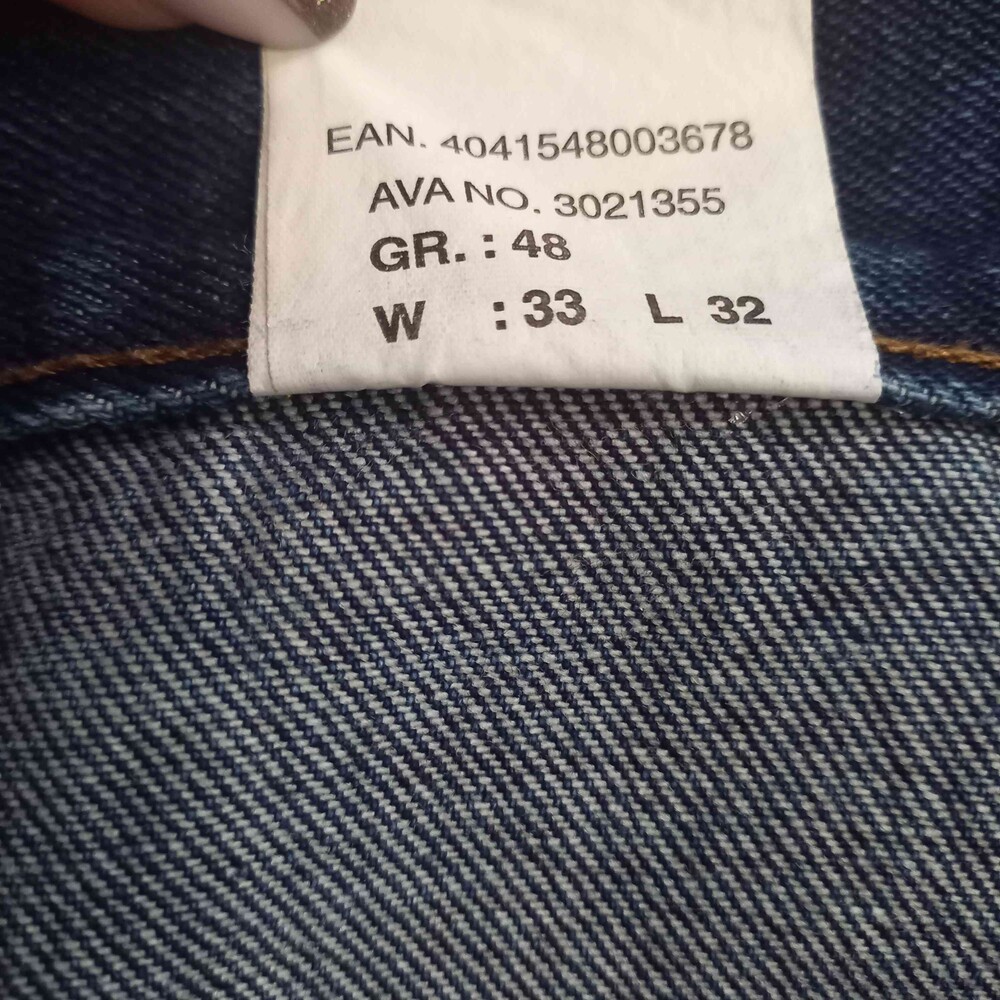 EAN. 4041548003678
AVA NO. 3021355
GR. : 48
W : 33 L 32